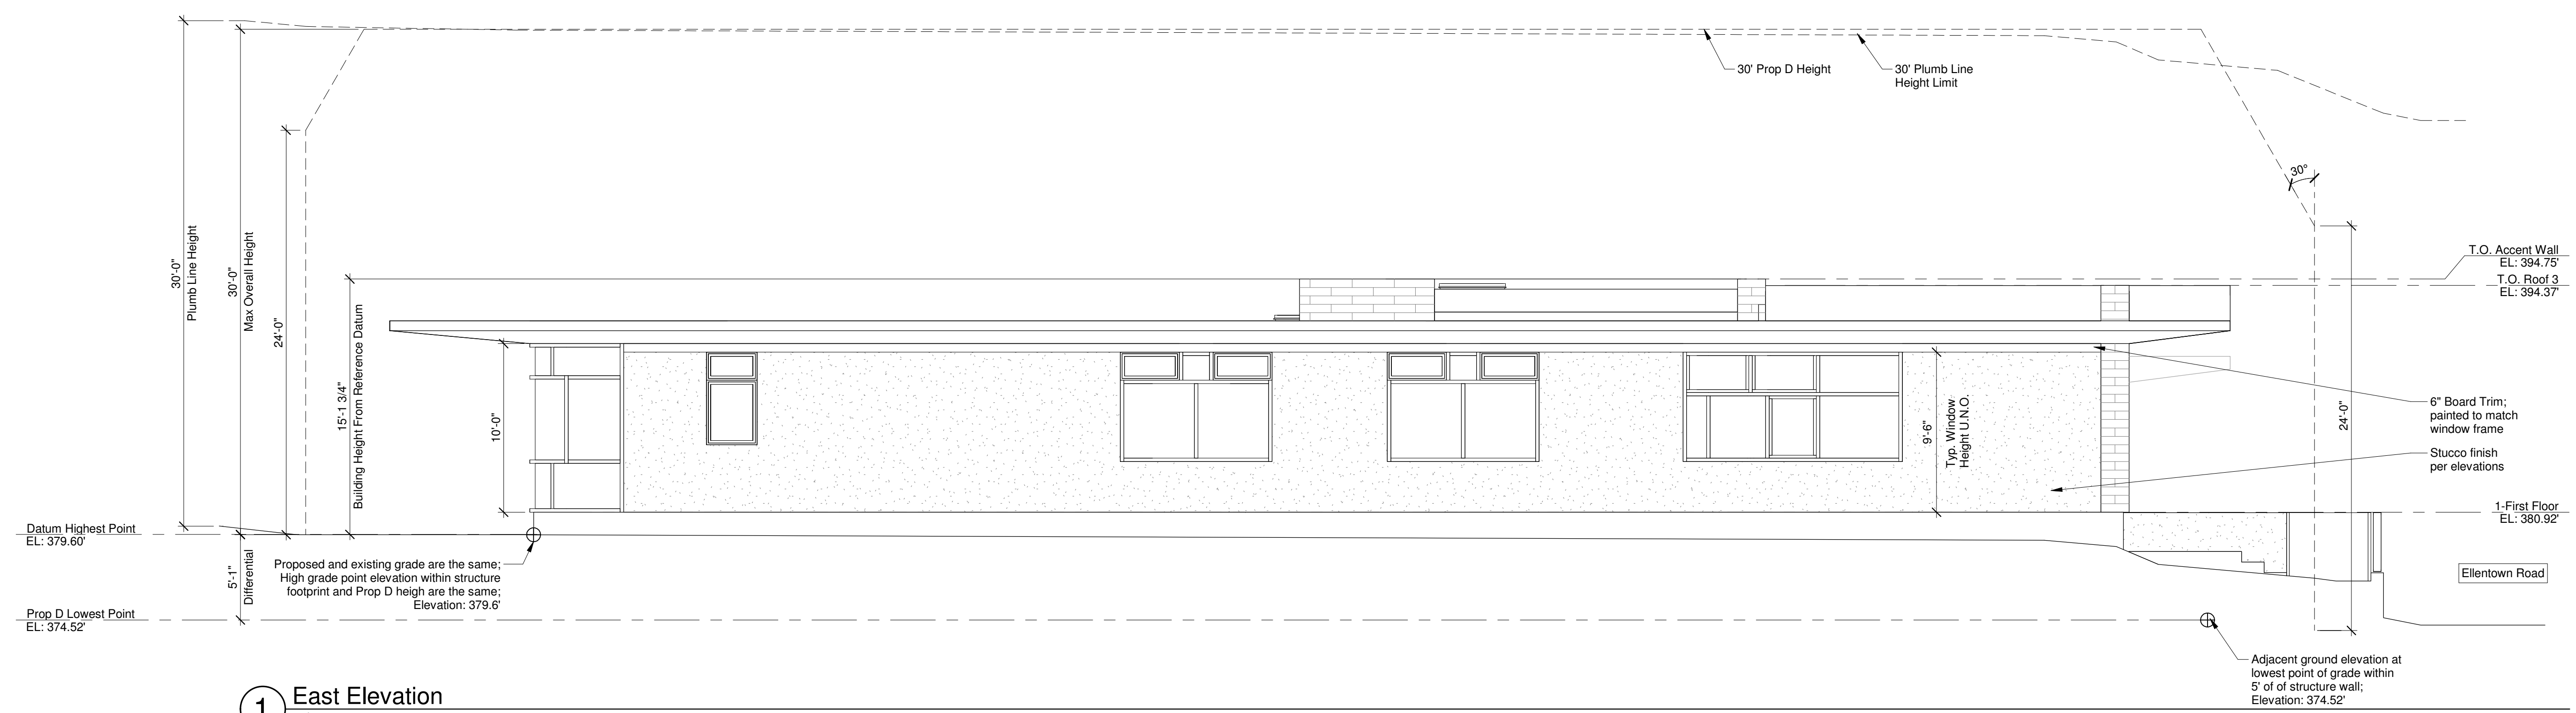 30' Prop D Height
30' Plumb Line
Height Limit
30°
30'-0"
Plumb Line Height
30'-0"
Max Overall Height
24'-0"
15'-1 3/4"
Building Height From Reference Datum
10'-0"
9'-6"
Typ. Window
Height U.N.O.
24'-0"
T.O. Accent Wall
EL: 394.75'
T.O. Roof 3
EL: 394.37'
6" Board Trim;
painted to match
window frame
Stucco finish
per elevations
1-First Floor
EL: 380.92'
Ellentown Road
Datum Highest Point
EL: 379.60'
5'-1"
Differential
Proposed and existing grade are the same;
High grade point elevation within structure
footprint and Prop D heigh are the same;
Elevation: 379.6'
Prop D Lowest Point
EL: 374.52'
Adjacent ground elevation at
lowest point of grade within
5' of of structure wall;
Elevation: 374.52'
1
East Elevation